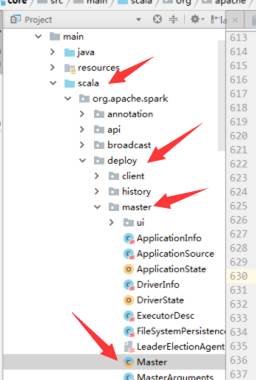 core src main scala org apache
Project
main
java
resources
scala
org.apache.spark
annotation
api
broadcast
deploy
client
history
master
ui
ApplicationInfo
ApplicationSource
ApplicationState
DriverInfo
DriverState
ExecutorDesc
FileSystemPersistence
LeaderElectionAgent
Master
MasterArguments
613
614
615
616
617
618
619
620
621
622
623
624
625
626
627
628
629
630
631
632
633
634
635
636
637